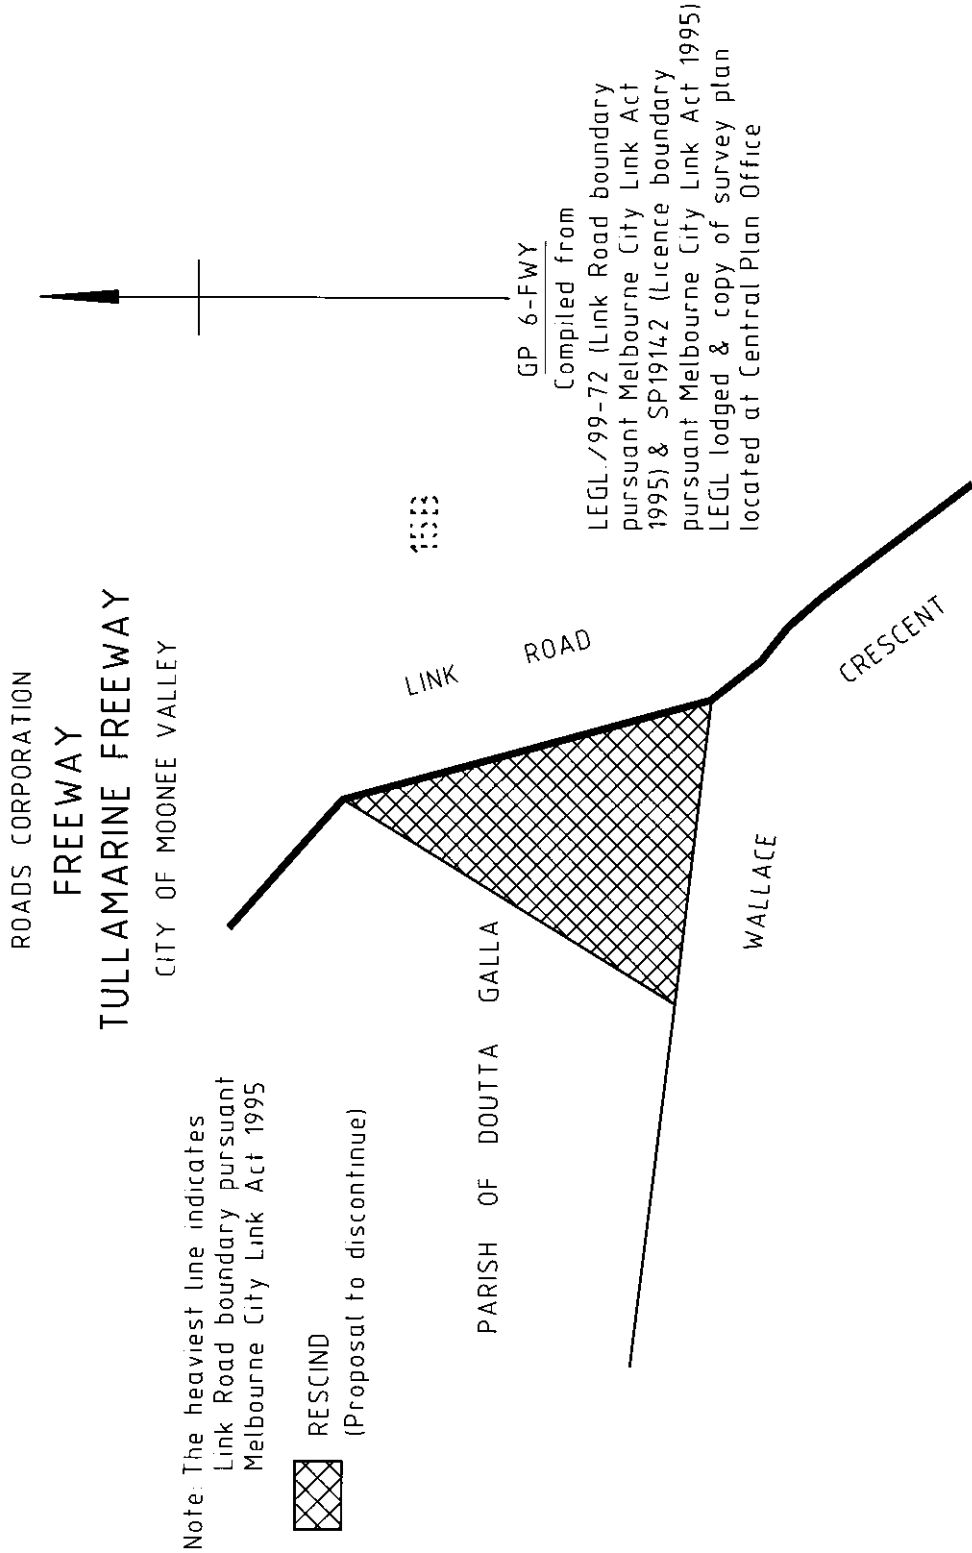 ROADS CORPORATION
FREEWAY
TULLAMARINE FREEWAY
CITY OF MOONEE VALLEY
Note: The heaviest line indicates
Link Road boundary pursuant
Melbourne City Link Act 1995
RESCIND
(Proposal to discontinue)
LINK ROAD
15B
PARISH OF DOUTTA GALLA
WALLACE CRESCENT
GP 6-FWY
Compiled from
LEGL./99-72 (Link Road boundary
pursuant Melbourne City Link Act
1995) & SP19142 (Licence boundary
pursuant Melbourne City Link Act 1995)
LEGL lodged & copy of survey plan
located at Central Plan Office